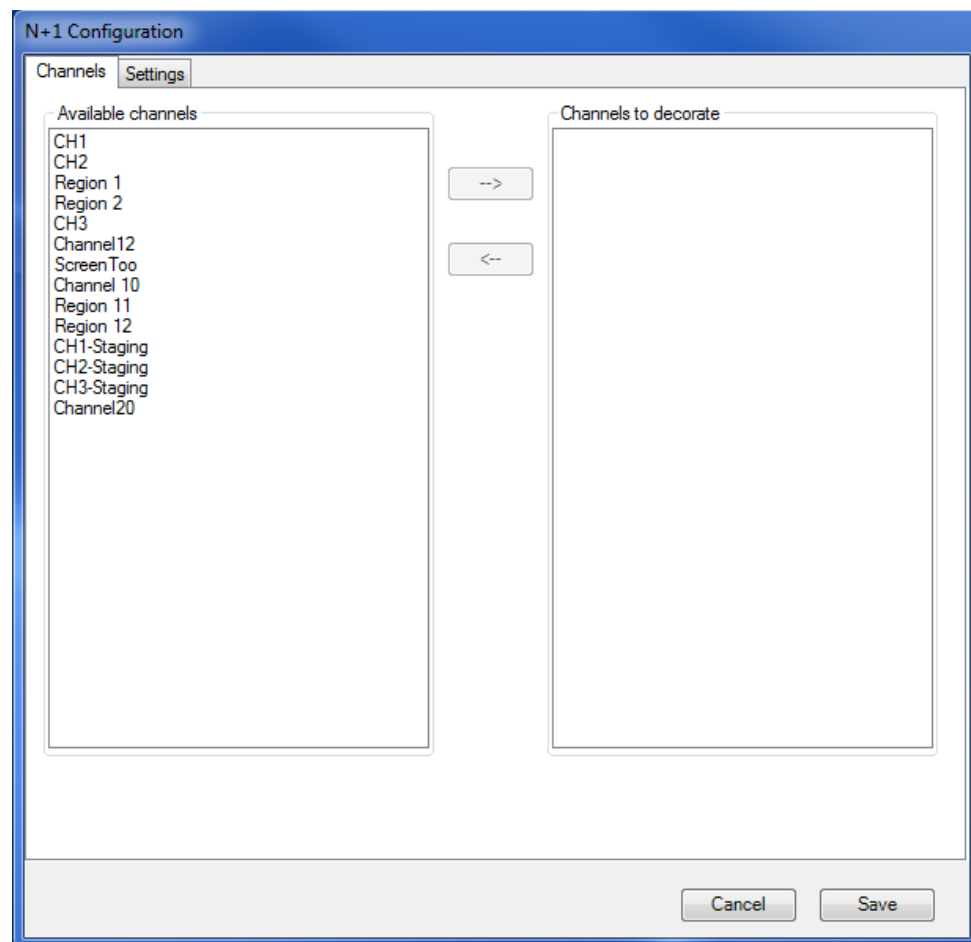 N+1 Configuration
Channels Settings
Available channels
CH1
CH2
Region 1
Region 2
CH3
Channel12
ScreenToo
Channel 10
Region 11
Region 12
CH1-Staging
CH2-Staging
CH3-Staging
Channel20
-->
<--
Channels to decorate
Cancel Save